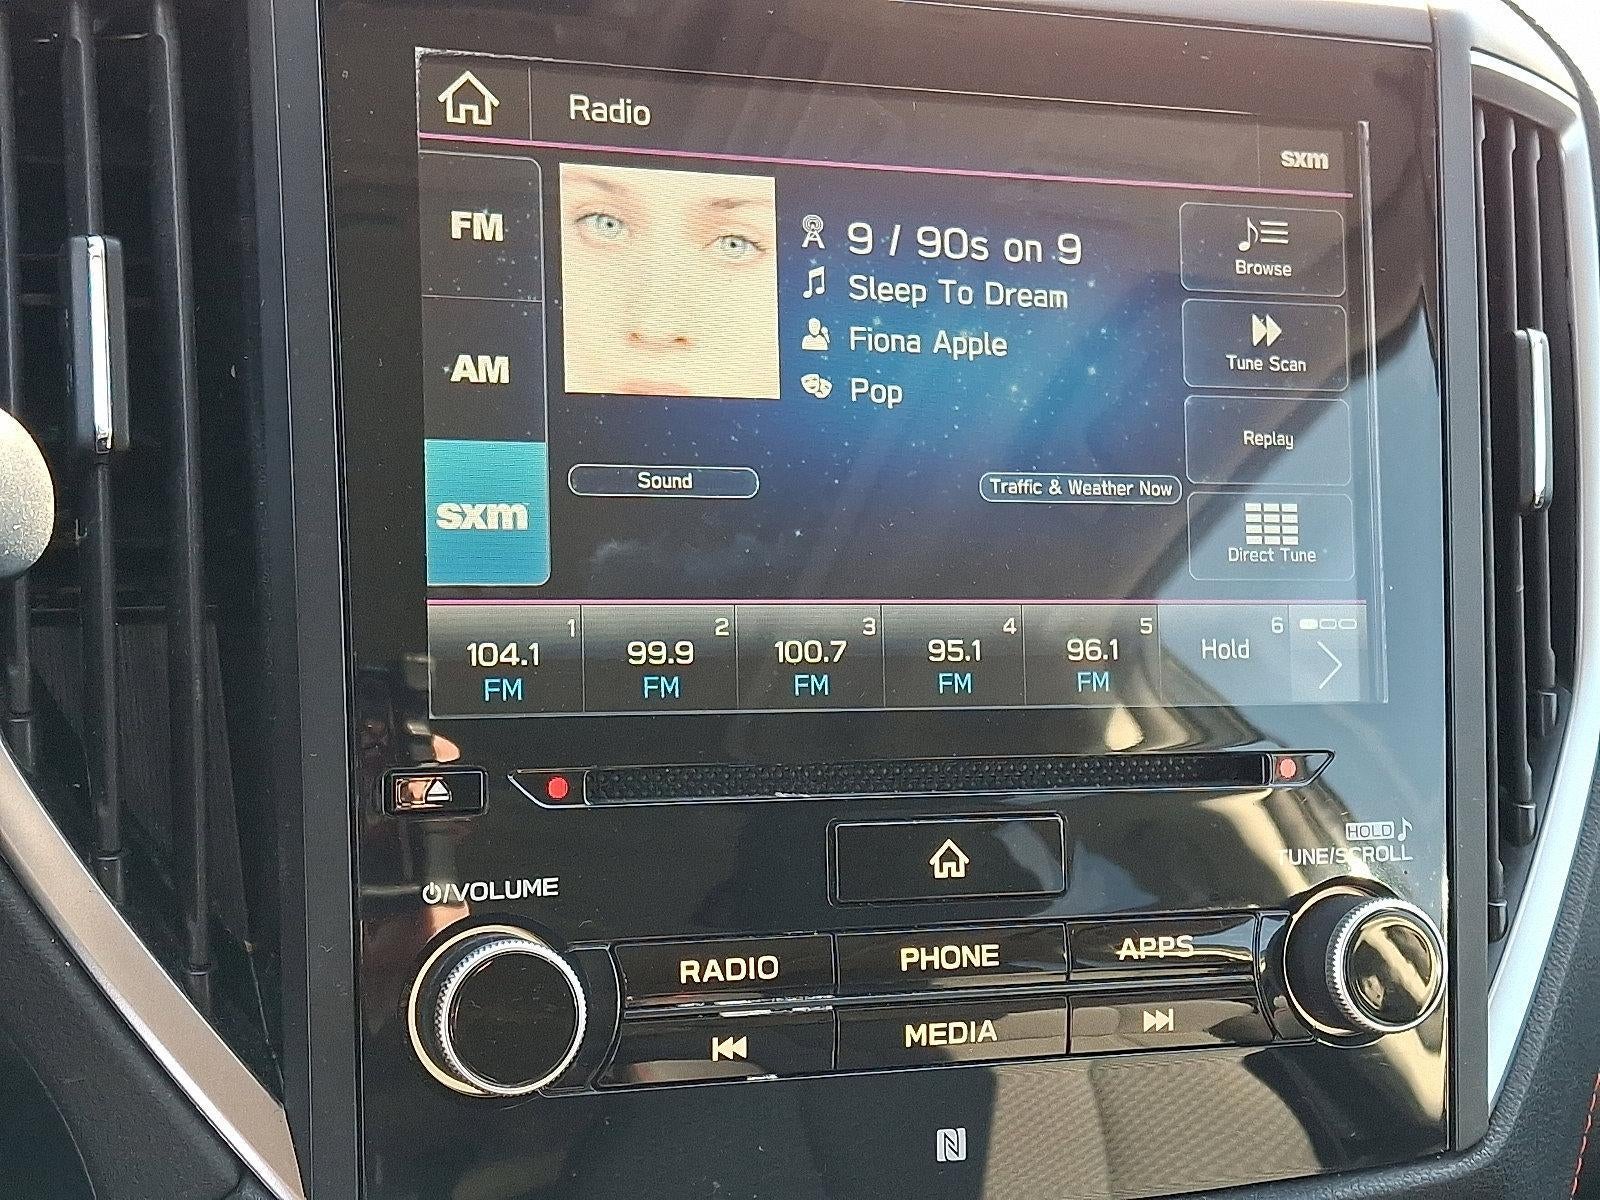 Radio
sxm
FM
AM
sxm
9 / 90s on 9
Sleep To Dream
Fiona Apple
Pop
Sound
Traffic & Weather Now
Browse
Tune Scan
Replay
Direct Tune
1
104.1
FM
2
99.9
FM
3
100.7
FM
4
95.1
FM
5
96.1
FM
6
Hold
HOLD
TUNE/SCROLL
/VOLUME
RADIO
PHONE
APPS
MEDIA
N